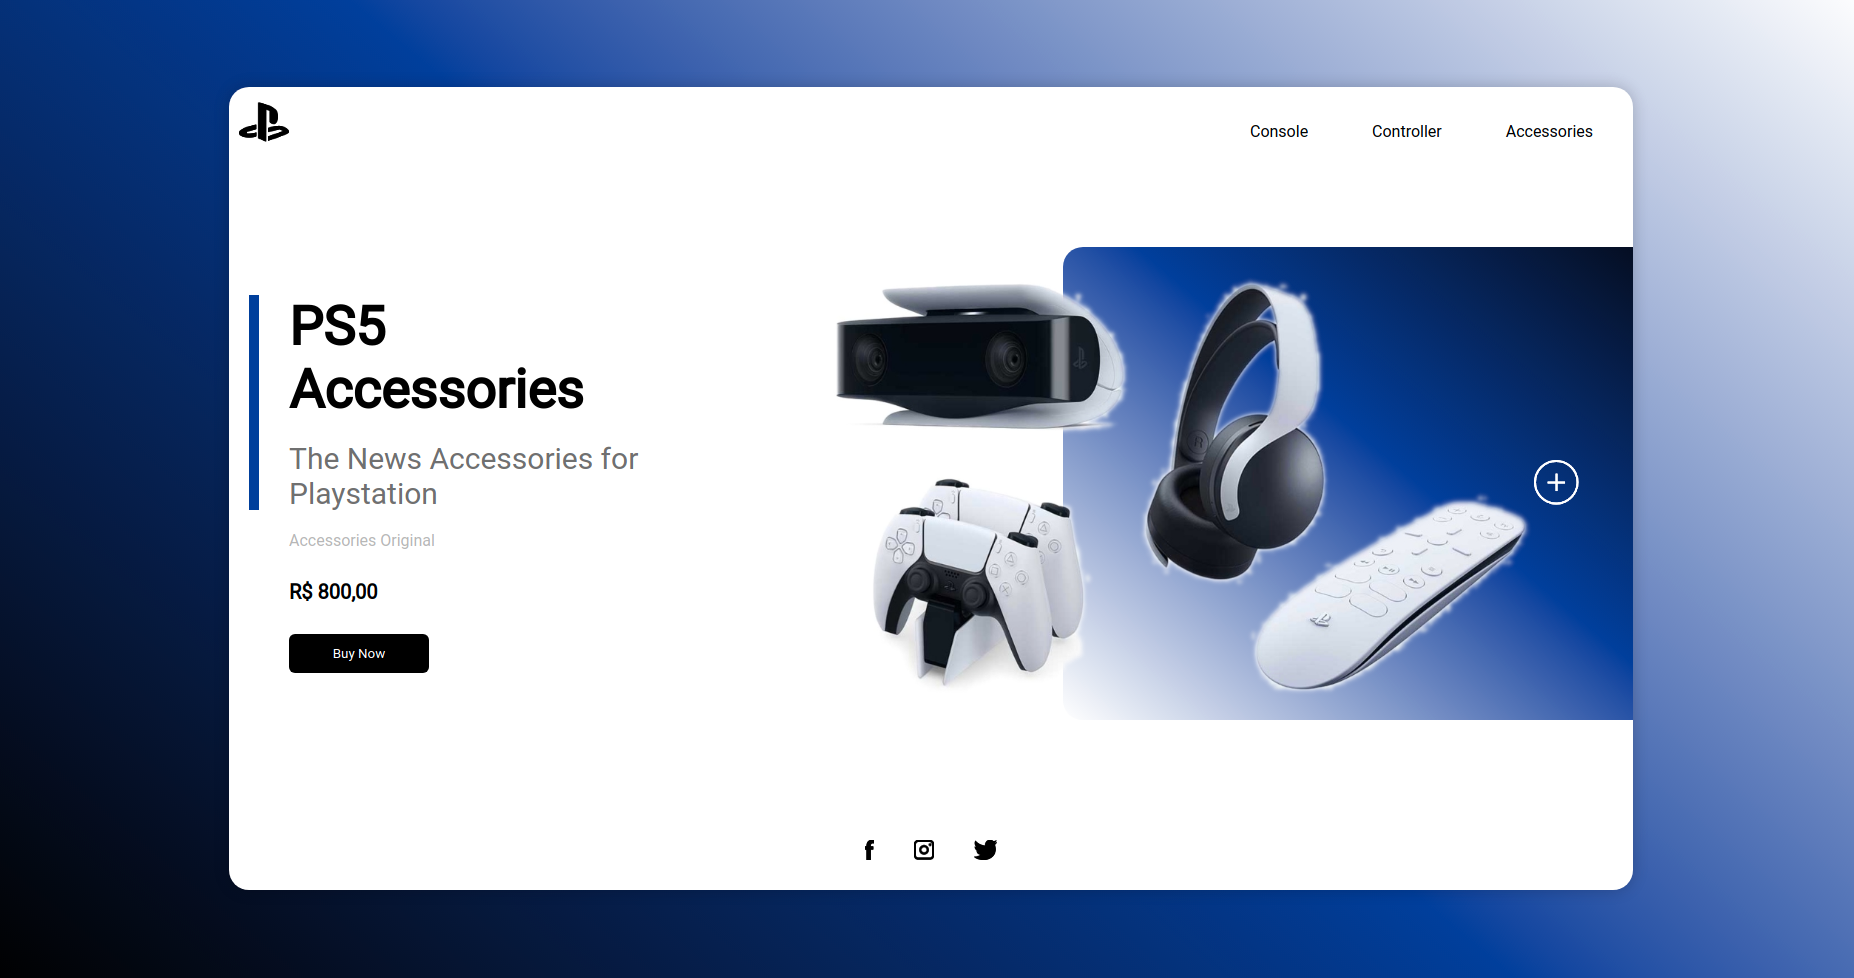 Console Controller Accessories
PS5
Accessories
The News Accessories for
Playstation
Accessories Original
R$ 800,00
Buy Now